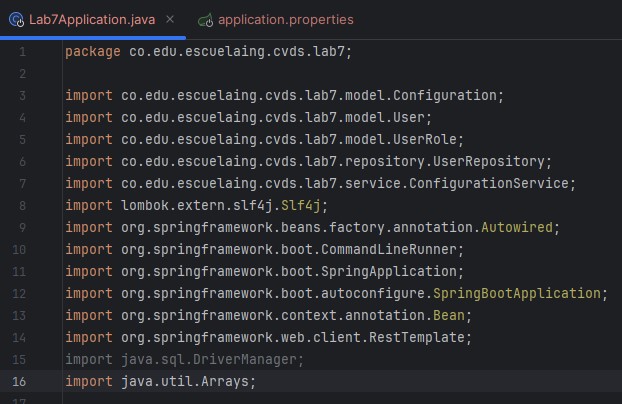 Lab7Application.java × application.properties
1 package co.edu.escuelaing.cvds.lab7;
2
3 import co.edu.escuelaing.cvds.lab7.model.Configuration;
4 import co.edu.escuelaing.cvds.lab7.model.User;
5 import co.edu.escuelaing.cvds.lab7.model.UserRole;
6 import co.edu.escuelaing.cvds.lab7.repository.UserRepository;
7 import co.edu.escuelaing.cvds.lab7.service.ConfigurationService;
8 import lombok.extern.slf4j.Slf4j;
9 import org.springframework.beans.factory.annotation.Autowired;
10 import org.springframework.boot.CommandLineRunner;
11 import org.springframework.boot.SpringApplication;
12 import org.springframework.boot.autoconfigure.SpringBootApplication;
13 import org.springframework.context.annotation.Bean;
14 import org.springframework.web.client.RestTemplate;
15 import java.sql.DriverManager;
16 import java.util.Arrays;
17